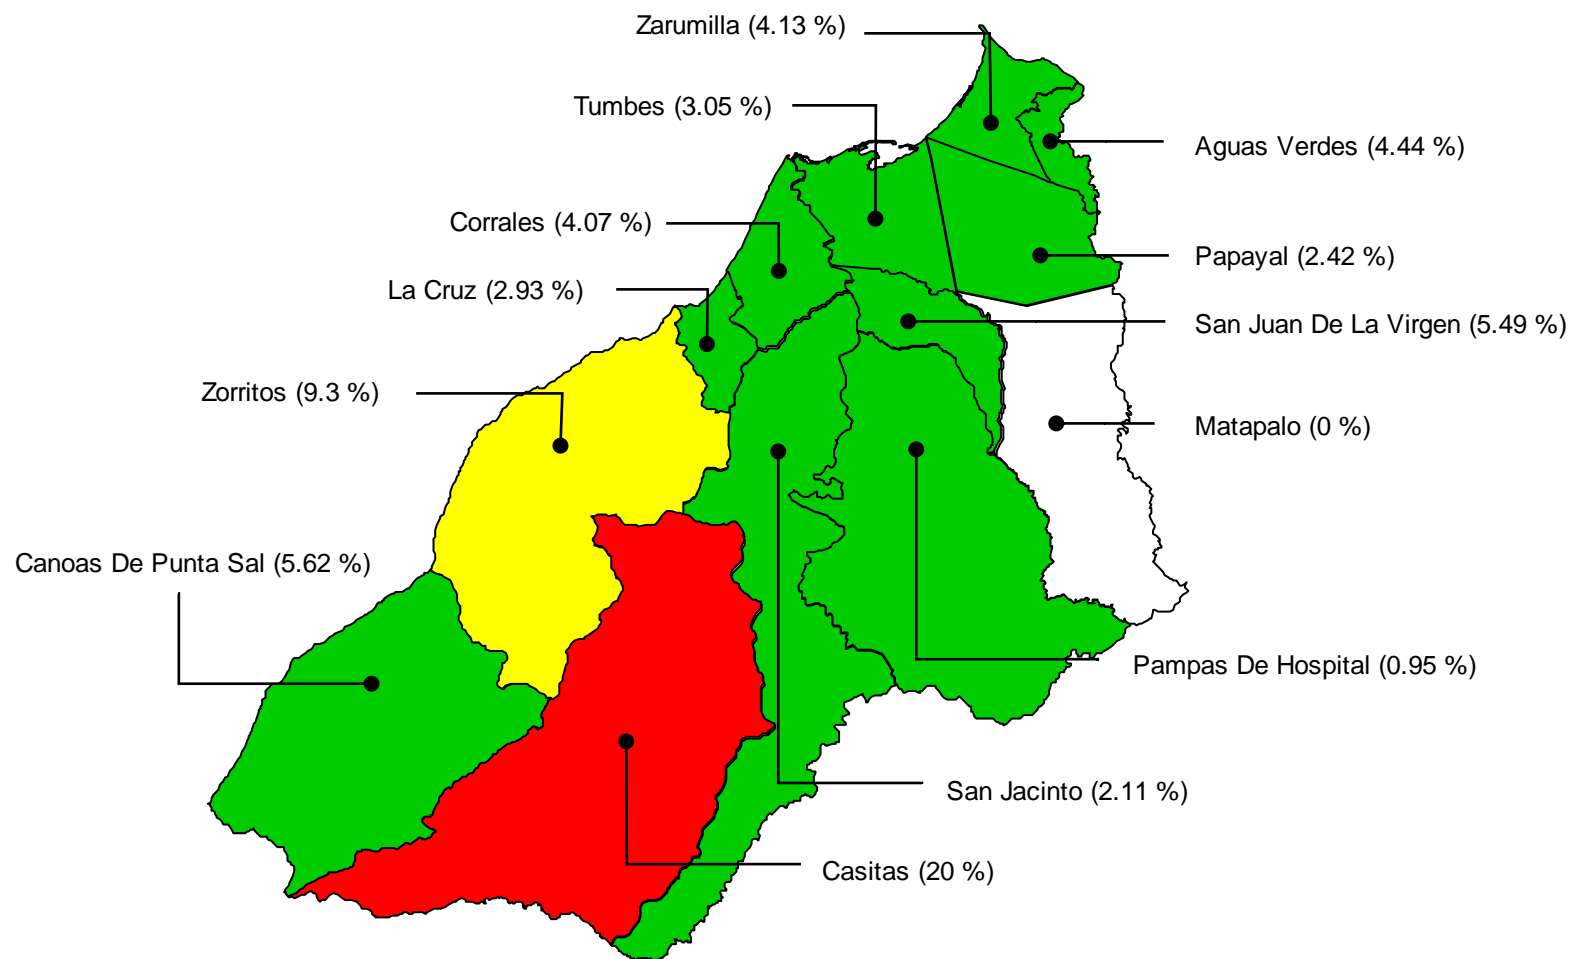 Zarumilla (4.13 %)
Tumbes (3.05 %)
Aguas Verdes (4.44 %)
Corrales (4.07 %)
Papayal (2.42 %)
La Cruz (2.93 %)
San Juan De La Virgen (5.49 %)
Zorritos (9.3 %)
Matapalo (0 %)
Canoas De Punta Sal (5.62 %)
Pampas De Hospital (0.95 %)
San Jacinto (2.11 %)
Casitas (20 %)